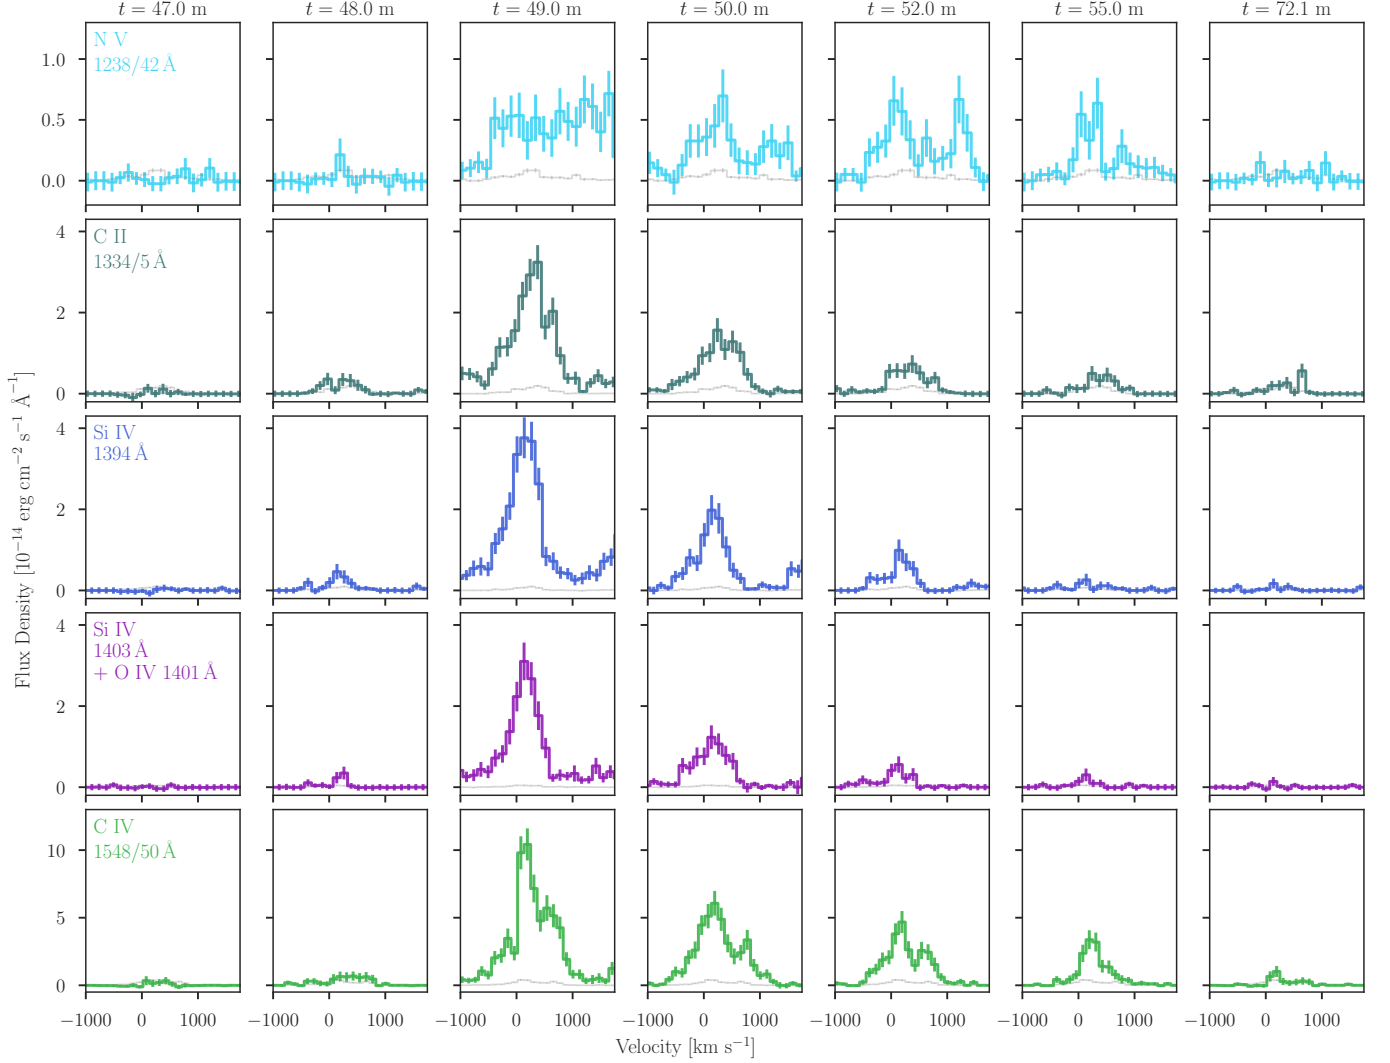 t = 47.0 m t = 48.0 m t = 49.0 m t = 50.0 m t = 52.0 m t = 55.0 m t = 72.1 m
N V
1238/42 Å
1.0
0.5
0.0
C II
1334/5 Å
4
2
0
Si IV
1394 Å
4
2
0
Si IV
1403 Å
+ O IV 1401 Å
4
2
0
C IV
1548/50 Å
10
5
0
−1000 0 1000 −1000 0 1000 −1000 0 1000 −1000 0 1000 −1000 0 1000 −1000 0 1000 −1000 0 1000
Velocity [km s⁻¹]
Flux Density [10⁻¹⁴ erg cm⁻² s⁻¹ Å⁻¹]